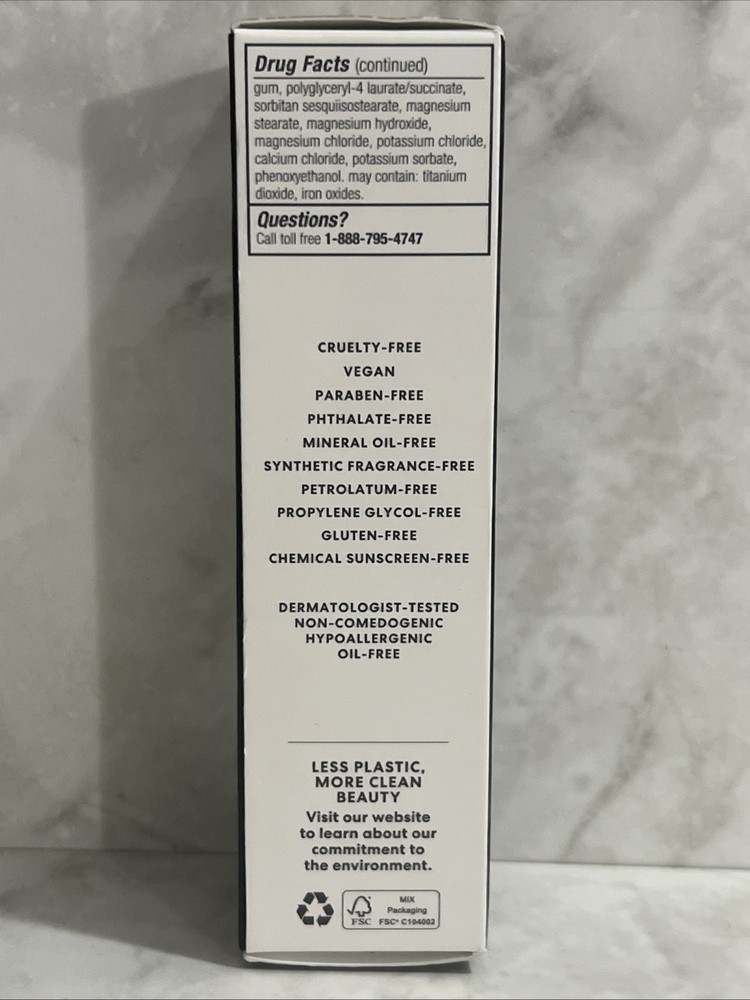 Drug Facts (continued)
gum, polyglyceryl-4 laurate/succinate,
sorbitan sesquiisostearate, magnesium
stearate, magnesium hydroxide,
magnesium chloride, potassium chloride,
calcium chloride, potassium sorbate,
phenoxyethanol. may contain: titanium
dioxide, iron oxides.
Questions?
Call toll free 1-888-795-4747
CRUELTY-FREE
VEGAN
PARABEN-FREE
PHTHALATE-FREE
MINERAL OIL-FREE
SYNTHETIC FRAGRANCE-FREE
PETROLATUM-FREE
PROPYLENE GLYCOL-FREE
GLUTEN-FREE
CHEMICAL SUNSCREEN-FREE
DERMATOLOGIST-TESTED
NON-COMEDOGENIC
HYPOALLERGENIC
OIL-FREE
LESS PLASTIC,
MORE CLEAN
BEAUTY
Visit our website
to learn about our
commitment to
the environment.
MIX
Packaging
FSC FSC® C104002